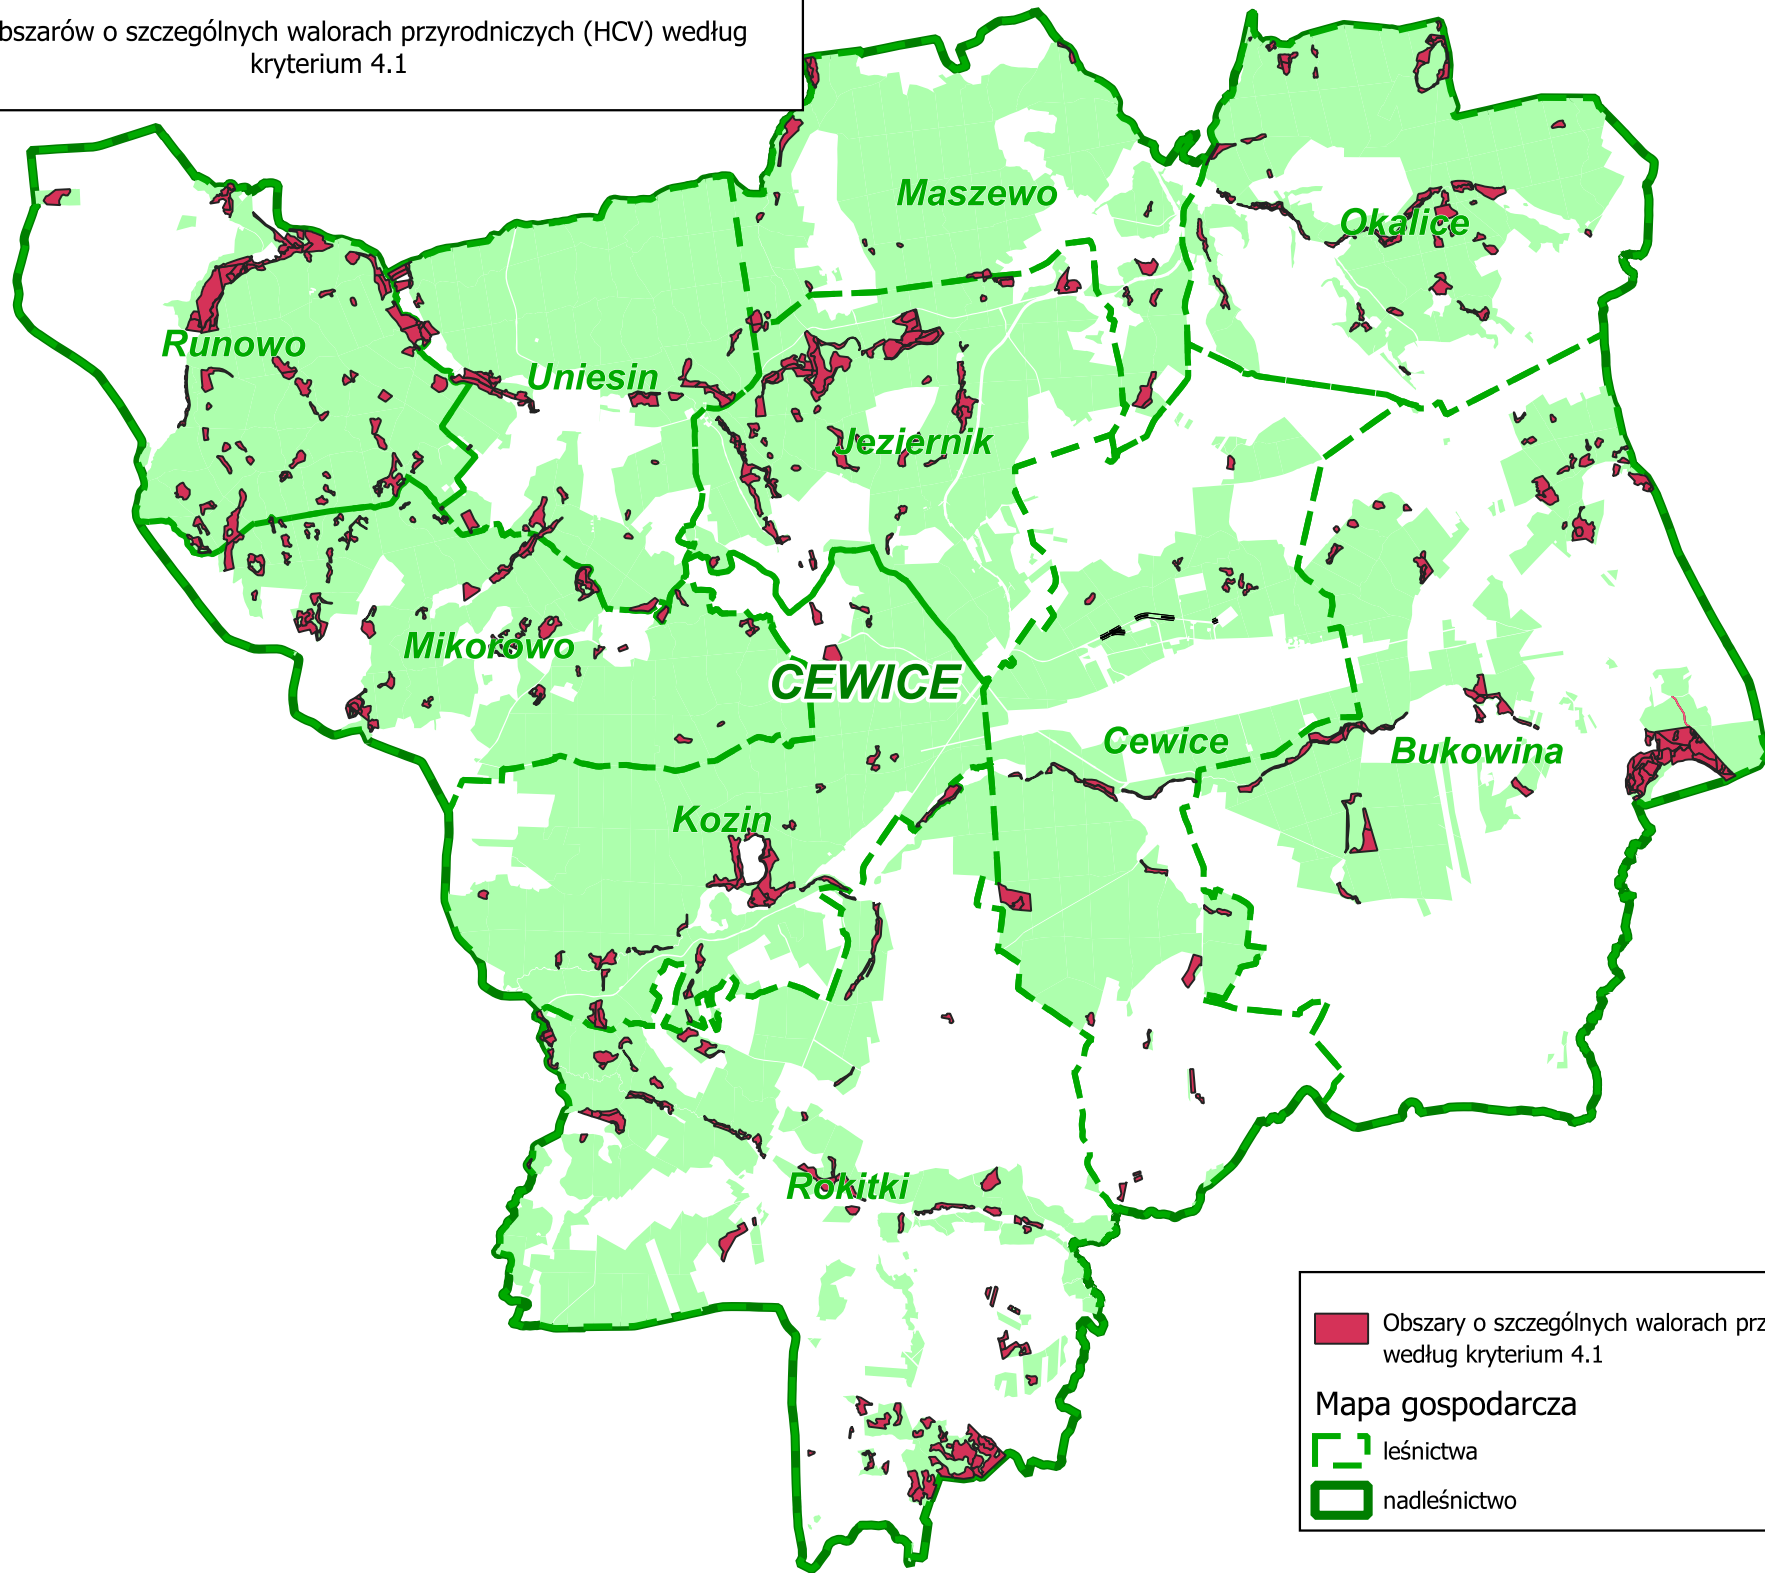 bszarów o szczególnych walorach przyrodniczych (HCV) według
kryterium 4.1
Maszewo
Okalice
Runowo
Uniesin
Jeziernik
Mikorowo
CEWICE
Cewice
Bukowina
Kozin
Rokitki
Obszary o szczególnych walorach prz
według kryterium 4.1
Mapa gospodarcza
leśnictwa
nadleśnictwo